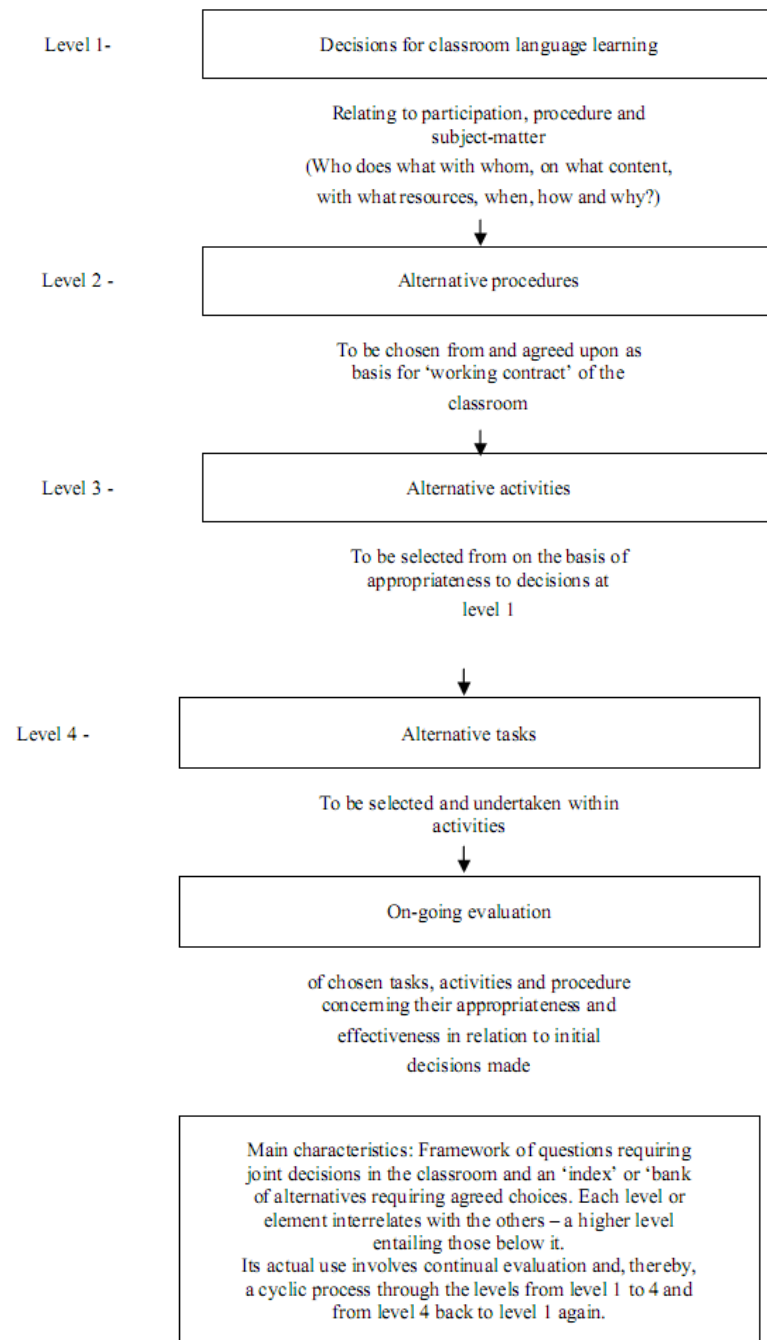 Level 1-
Decisions for classroom language learning
Relating to participation, procedure and
subject-matter
(Who does what with whom, on what content,
with what resources, when, how and why?)
Level 2 -
Alternative procedures
To be chosen from and agreed upon as
basis for ‘working contract’ of the
classroom
Level 3 -
Alternative activities
To be selected from on the basis of
appropriateness to decisions at
level 1
Level 4 -
Alternative tasks
To be selected and undertaken within
activities
On-going evaluation
of chosen tasks, activities and procedure
concerning their appropriateness and
effectiveness in relation to initial
decisions made
Main characteristics: Framework of questions requiring
joint decisions in the classroom and an ‘index’ or ‘bank
of alternatives requiring agreed choices. Each level or
element interrelates with the others – a higher level
entailing those below it.
Its actual use involves continual evaluation and, thereby,
a cyclic process through the levels from level 1 to 4 and
from level 4 back to level 1 again.